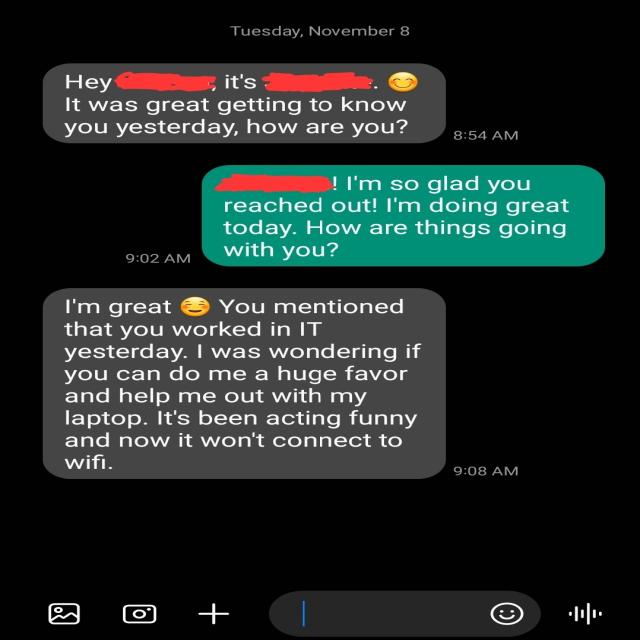 Tuesday, November 8
Hey , it's . 😊
It was great getting to know
you yesterday, how are you?
8:54 AM
! I'm so glad you
reached out! I'm doing great
today. How are things going
with you?
9:02 AM
I'm great ☺️ You mentioned
that you worked in IT
yesterday. I was wondering if
you can do me a huge favor
and help me out with my
laptop. It's been acting funny
and now it won't connect to
wifi.
9:08 AM